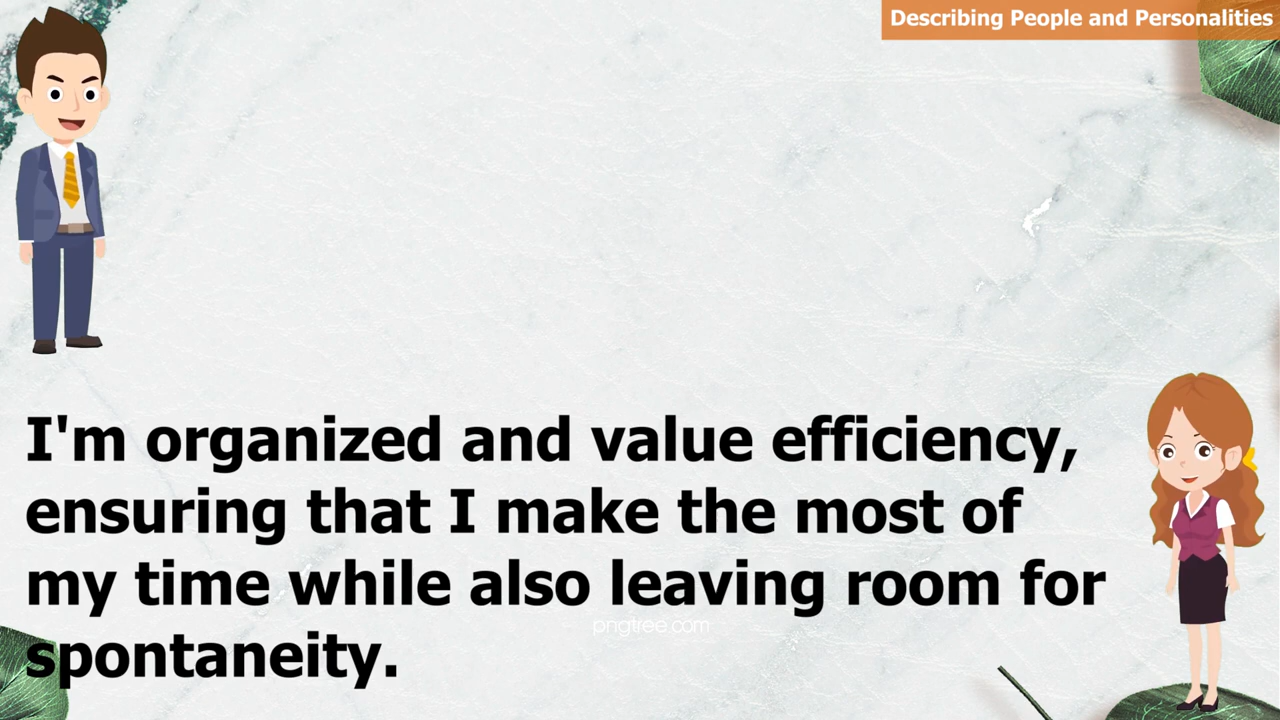 Describing People and Personalities
I'm organized and value efficiency,
ensuring that I make the most of
my time while also leaving room for
pngtree.com
spontaneity.